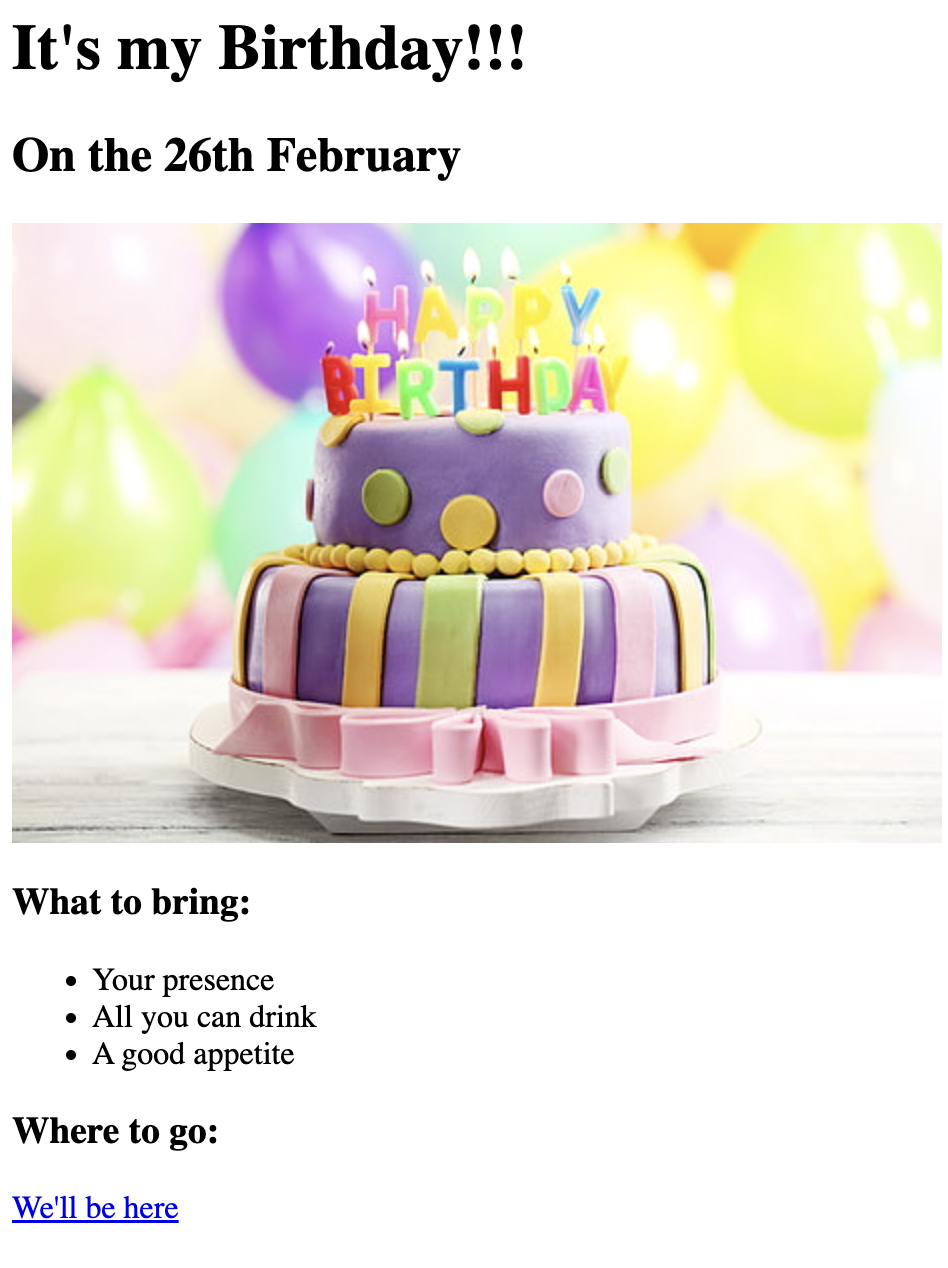 It's my Birthday!!!
On the 26th February
HAPPY
BIRTHDAY
What to bring:
Your presence
All you can drink
A good appetite
Where to go:
We'll be here